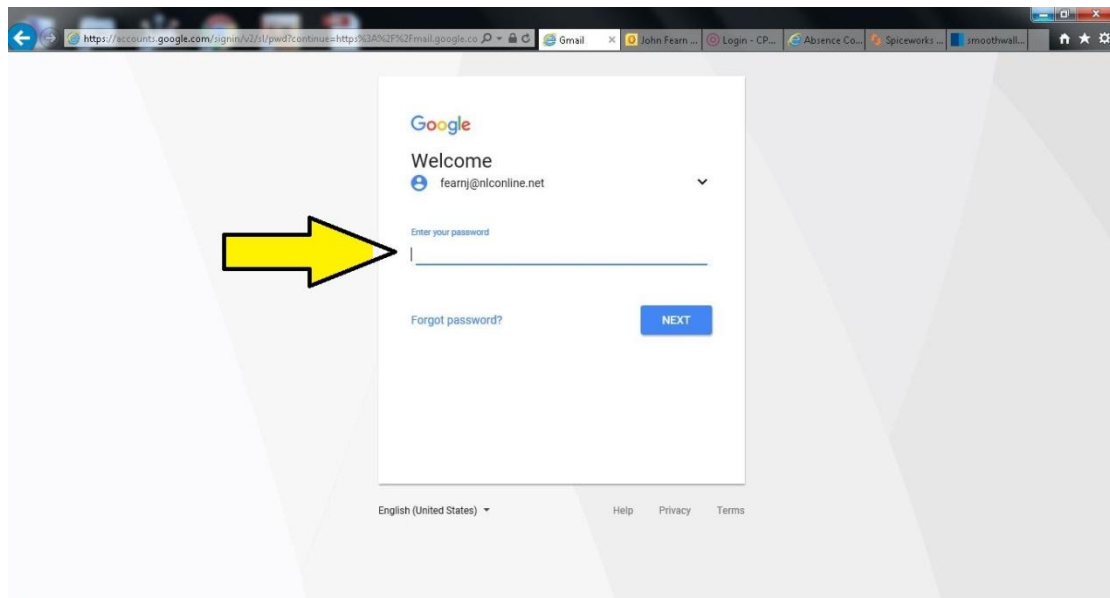 https://accounts.google.com/signin/v2/sl/pwd?continue=https%3A%2F%2Fmail.google.co
Gmail
John Fearn ...
Login - CP...
Absence Co...
Spiceworks ...
smoothwall...
Google
Welcome
fearnj@nlconline.net
Enter your password
Forgot password?
NEXT
English (United States)
Help Privacy Terms